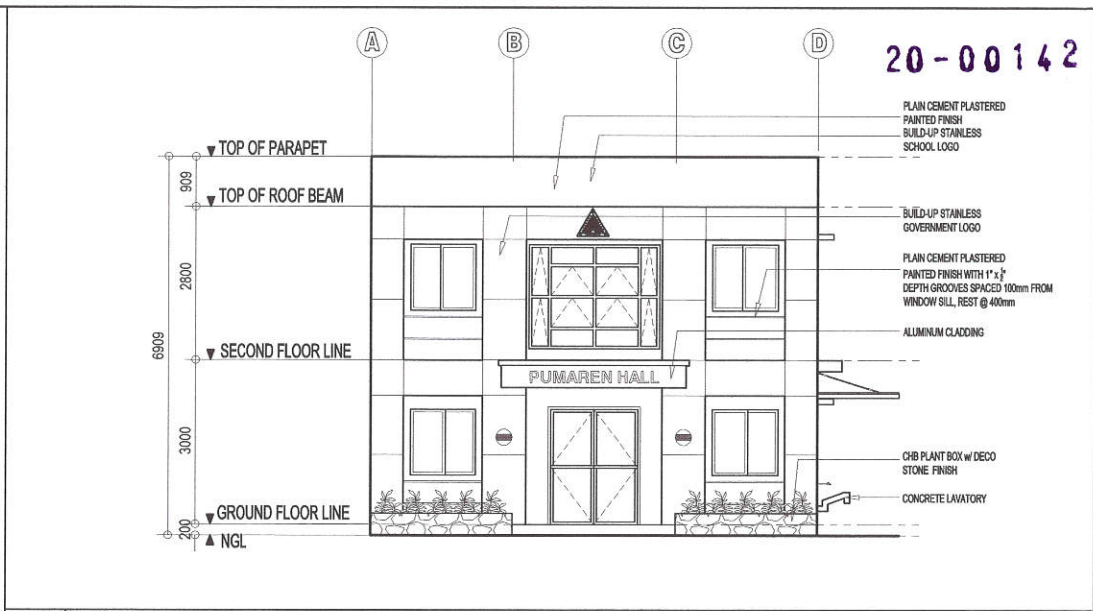 A B C D
20-00142
PLAIN CEMENT PLASTERED
PAINTED FINISH
BUILD-UP STAINLESS
SCHOOL LOGO
TOP OF PARAPET
909
TOP OF ROOF BEAM
BUILD-UP STAINLESS
GOVERNMENT LOGO
PLAIN CEMENT PLASTERED
PAINTED FINISH WITH 1" x
DEPTH GROOVES SPACED 100mm FROM
WINDOW SILL, REST @ 400mm
2800
6909
ALUMINUM CLADDING
SECOND FLOOR LINE
PUMAREN HALL
3000
CHB PLANT BOX w/ DECO
STONE FINISH
CONCRETE LAVATORY
GROUND FLOOR LINE
200
NGL